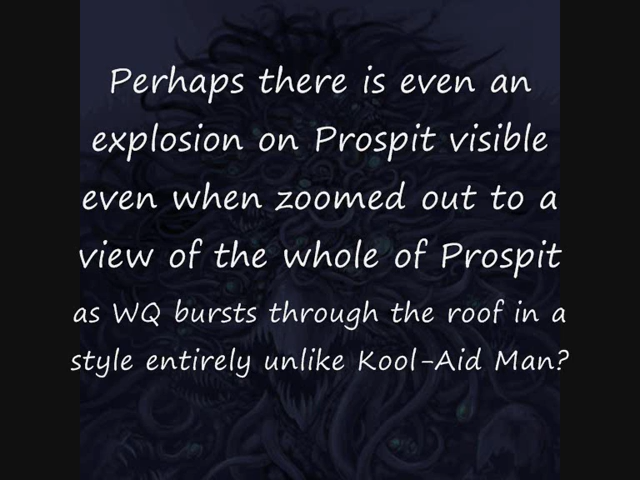 Perhaps there is even an
explosion on Prospit visible
even when zoomed out to a
view of the whole of Prospit
as WQ bursts through the roof in a
style entirely unlike Kool-Aid Man?